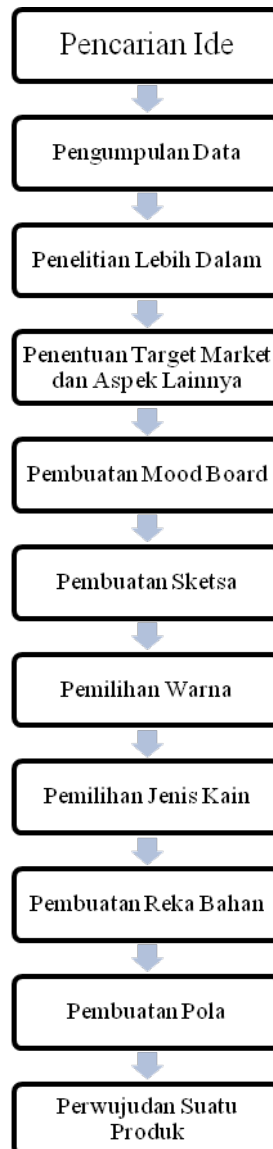 Pencarian Ide
Pengumpulan Data
Penelitian Lebih Dalam
Penentuan Target Market
dan Aspek Lainnya
Pembuatan Mood Board
Pembuatan Sketsa
Pemilihan Warna
Pemilihan Jenis Kain
Pembuatan Reka Bahan
Pembuatan Pola
Perwujudan Suatu
Produk